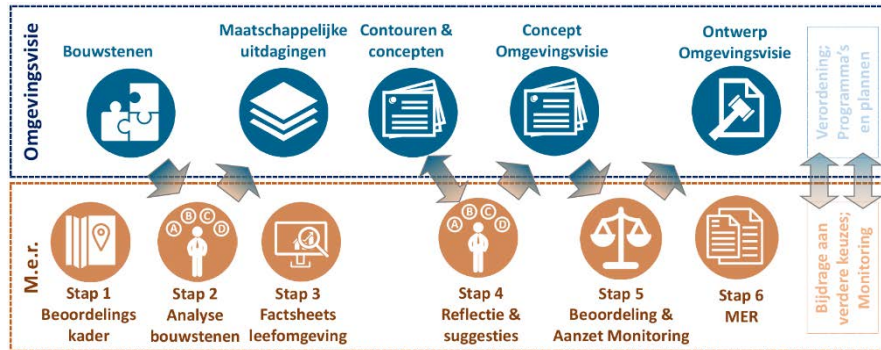 Omgevingsvisie
Bouwstenen
Maatschappelijke
uitdagingen
Contouren &
concepten
Concept
Omgevingsvisie
Ontwerp
Omgevingsvisie
Verordening;
Programma's
en plannen
M.e.r.
Stap 1
Beoordelings
kader
A B C D
Stap 2
Analyse
bouwstenen
Stap 3
Factsheets
leefomgeving
A B C D
Stap 4
Reflectie &
suggesties
Stap 5
Beoordeling &
Aanzet Monitoring
Stap 6
MER
Bijdrage aan
verdere keuzes;
Monitoring